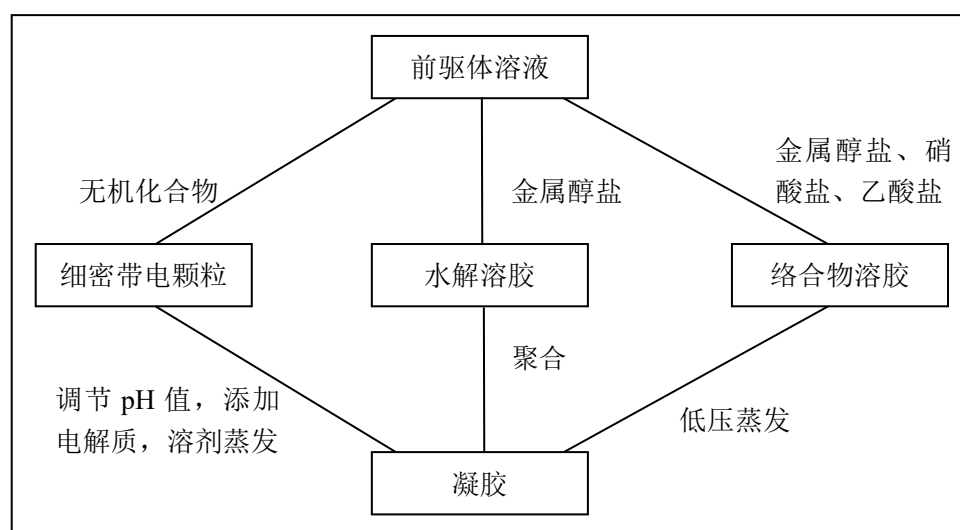 前驱体溶液
无机化合物
金属醇盐
金属醇盐、硝
酸盐、乙酸盐
细密带电颗粒
水解溶胶
络合物溶胶
调节 pH 值，添加
电解质，溶剂蒸发
聚合
低压蒸发
凝胶